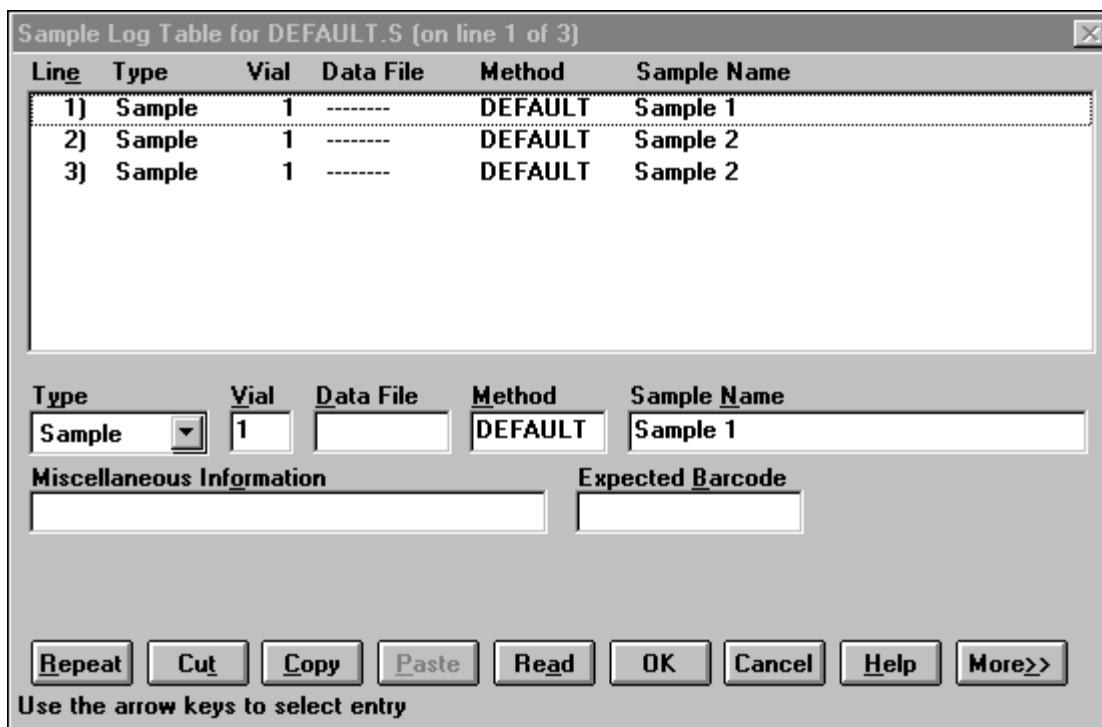 Sample Log Table for DEFAULT.S (on line 1 of 3)
Line Type Vial Data File Method Sample Name
1) Sample 1 -------- DEFAULT Sample 1
2) Sample 1 -------- DEFAULT Sample 2
3) Sample 1 -------- DEFAULT Sample 2
Type Vial Data File Method Sample Name
Sample 1 DEFAULT Sample 1
Miscellaneous Information Expected Barcode
Repeat Cut Copy Paste Read OK Cancel Help More>>
Use the arrow keys to select entry